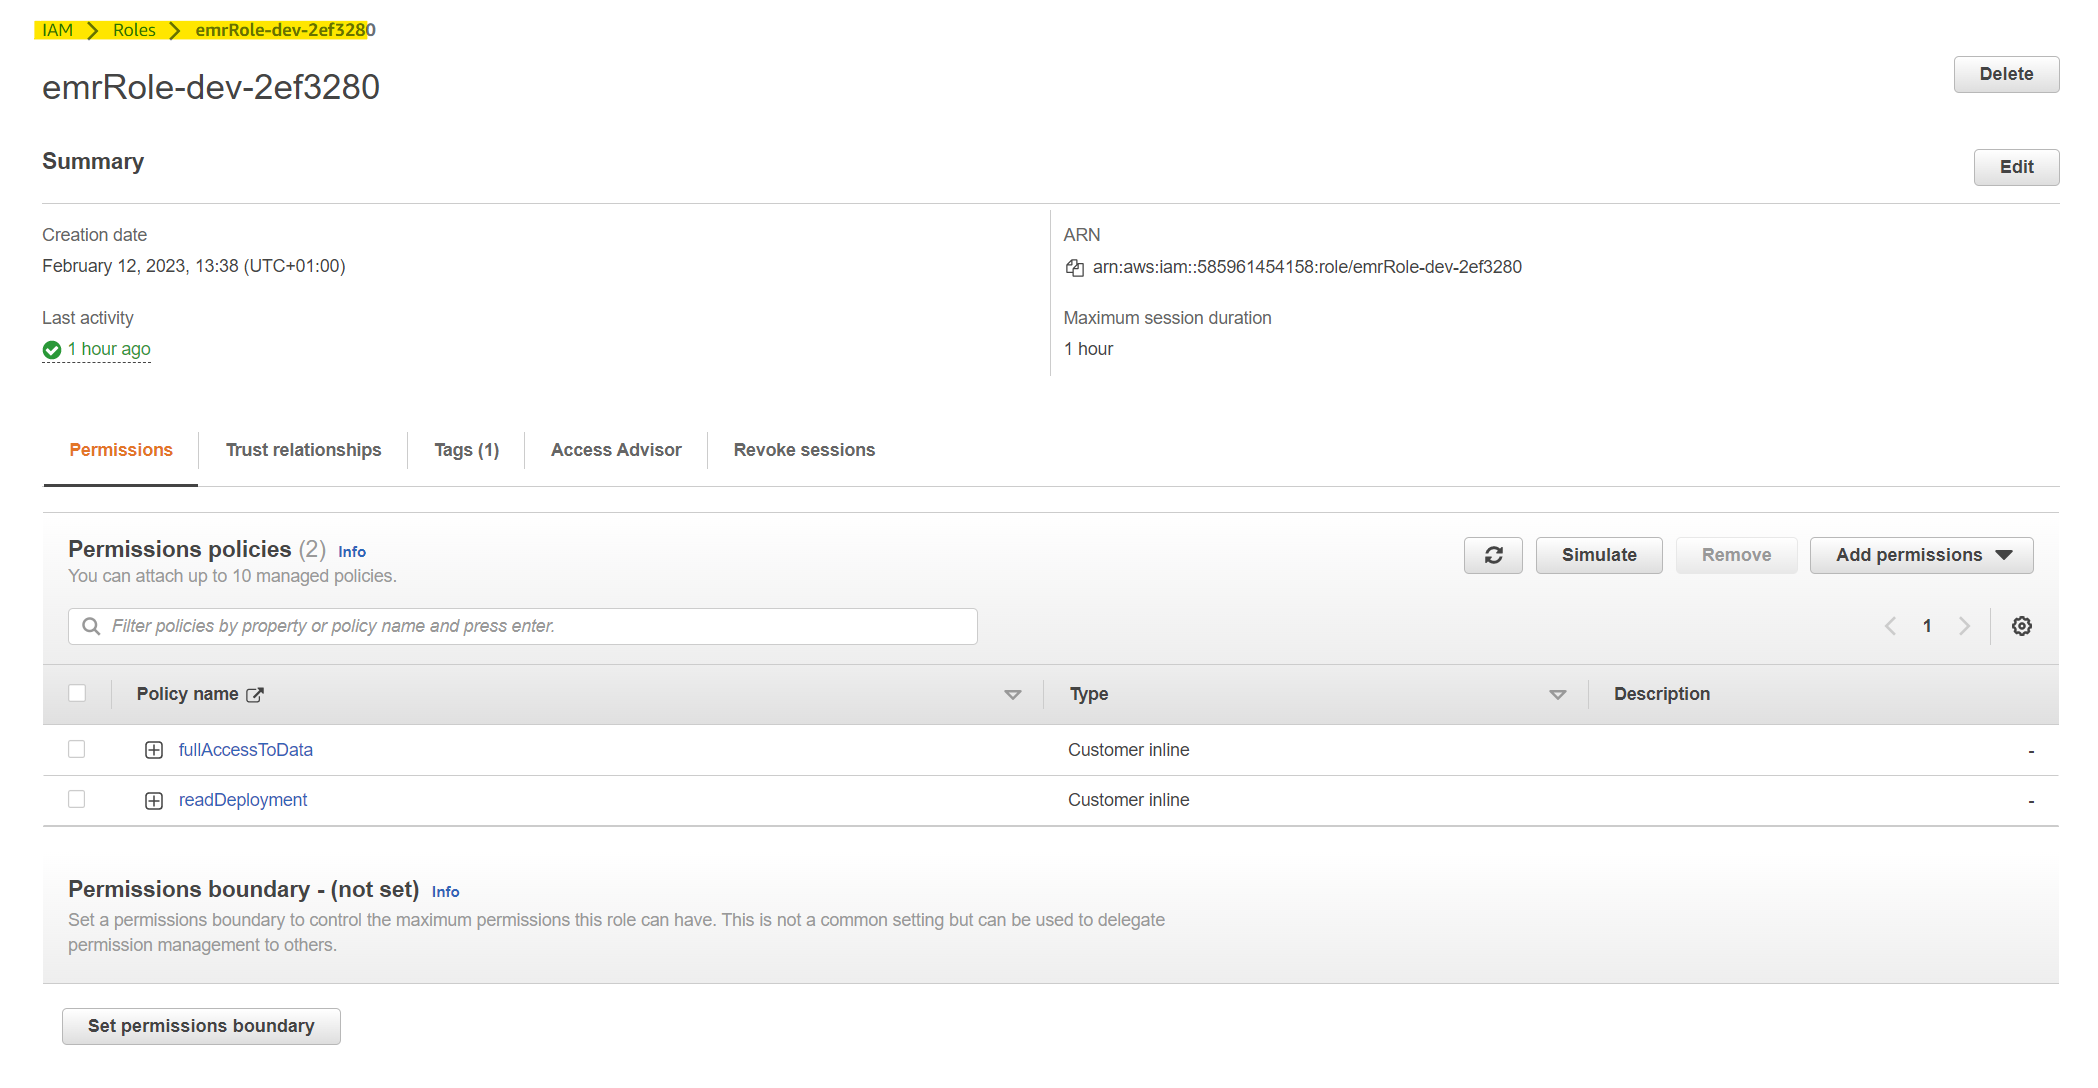 IAM > Roles > emrRole-dev-2ef3280
emrRole-dev-2ef3280
Delete
Summary
Edit
Creation date
February 12, 2023, 13:38 (UTC+01:00)
ARN
arn:aws:iam::585961454158:role/emrRole-dev-2ef3280
Last activity
1 hour ago
Maximum session duration
1 hour
Permissions Trust relationships Tags (1) Access Advisor Revoke sessions
Permissions policies (2) Info
You can attach up to 10 managed policies.
Simulate Remove Add permissions
Filter policies by property or policy name and press enter.
1
Policy name Type Description
fullAccessToData Customer inline -
readDeployment Customer inline -
Permissions boundary - (not set) Info
Set a permissions boundary to control the maximum permissions this role can have. This is not a common setting but can be used to delegate
permission management to others.
Set permissions boundary